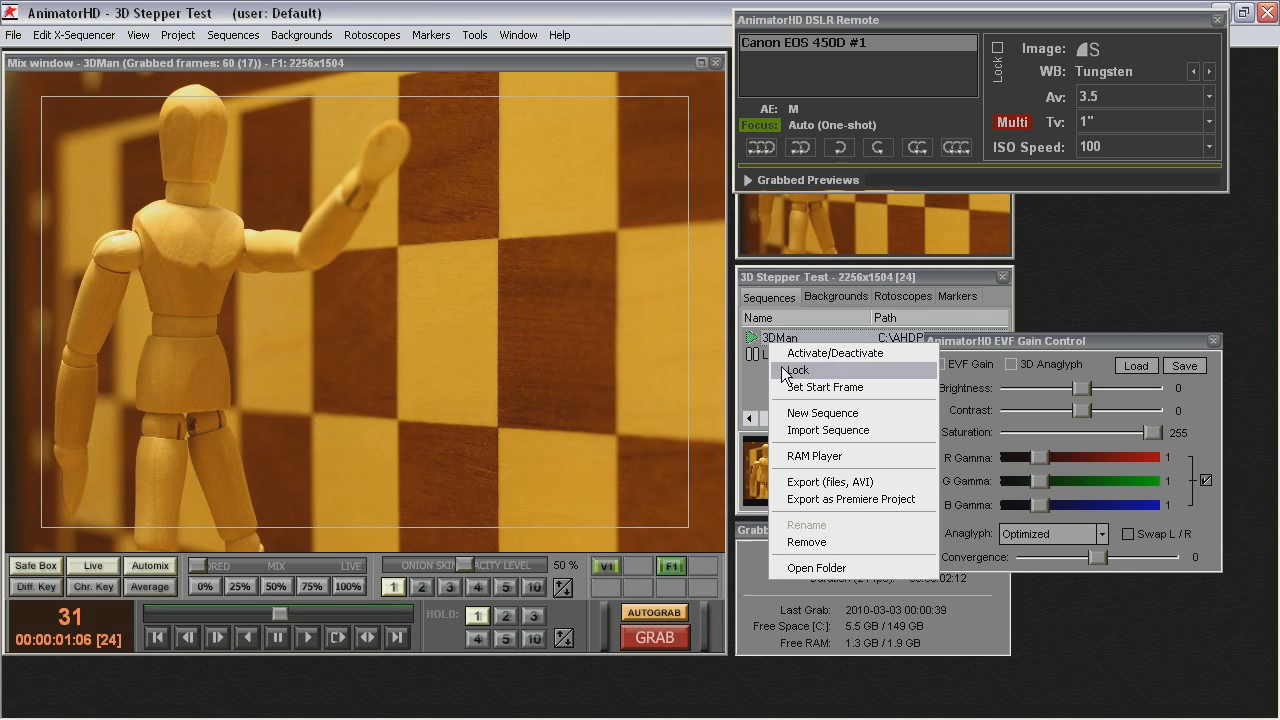 AnimatorHD - 3D Stepper Test (user: Default)
File Edit X-Sequencer View Project Sequences Backgrounds Rotoscopes Markers Tools Window Help
Mix window - 3DMan (Grabbed frames: 60 (17)) - F1: 2256x1504
Safe Box Live Automix
Diff. Key Chr. Key Average
MIX LIVE
0% 25% 50% 75% 100%
ONION LEVEL 50 %
1 2 3 4 5 10
V1 F1
31
00:00:01:06 [24]
HOLD: 1 2 3
4 5 10
AUTOGRAB
GRAB
AnimatorHD DSLR Remote
Canon EOS 450D #1
AE: M
Focus: Auto (One-shot)
Lock
Image: S
WB: Tungsten
Av: 3.5
Multi Tv: 1"
ISO Speed: 100
Grabbed Previews
3D Stepper Test - 2256x1504 [24]
Sequences Backgrounds Rotoscopes Markers
Name Path
3DMan C:\AHDP
Activate/Deactivate
Lock
Set Start Frame
New Sequence
Import Sequence
RAM Player
Export (files, AVI)
Export as Premiere Project
Rename
Remove
Open Folder
AnimatorHD EVF Gain Control
EVF Gain 3D Anaglyph Load Save
Brightness: 0
Contrast: 0
Saturation: 255
R Gamma: 1
G Gamma: 1
B Gamma: 1
Anaglyph: Optimized Swap L / R
Convergence: 0
Last Grab: 2010-03-03 00:00:39
Free Space [C:]: 5.5 GB / 149 GB
Free RAM: 1.3 GB / 1.9 GB